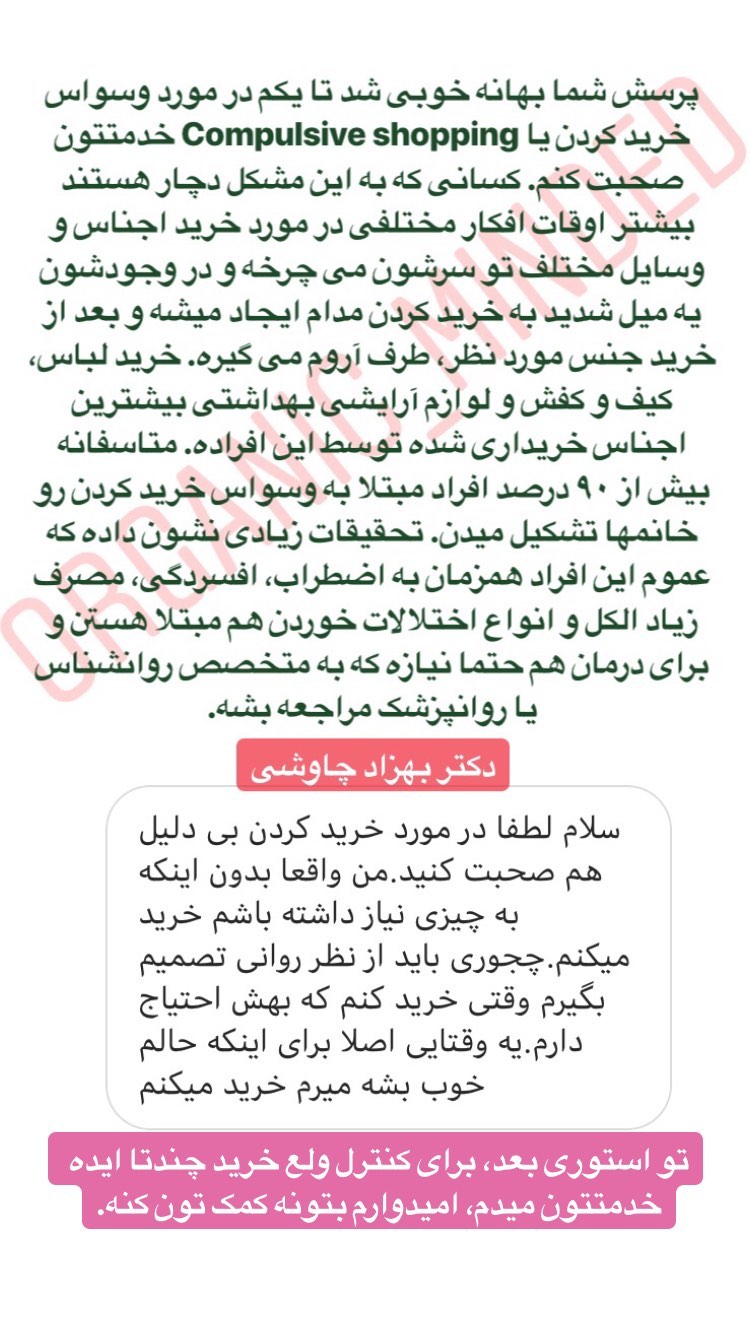 پرسش شما بهانه خوبی شد تا یکم در مورد وسواس
خرید کردن یا Compulsive shopping خدمتتون
صحبت کنم. کسانی که به این مشکل دچار هستند
بیشتر اوقات افکار مختلفی در مورد خرید اجناس و
وسایل مختلف تو سرشون می چرخه و در وجودشون
یه میل شدید به خرید کردن مدام ایجاد میشه و بعد از
خرید جنس مورد نظر، طرف آروم می گیره. خرید لباس،
کیف و کفش و لوازم آرایشی بهداشتی بیشترین
اجناس خریداری شده توسط این افراده. متاسفانه
بیش از ۹۰ درصد افراد مبتلا به وسواس خرید کردن رو
خانمها تشکیل میدن. تحقیقات زیادی نشون داده که
عموم این افراد همزمان به اضطراب، افسردگی، مصرف
زیاد الکل و انواع اختلالات خوردن هم مبتلا هستن و
برای درمان هم حتما نیازه که به متخصص روانشناس
یا روانپزشک مراجعه بشه.
ORGANIC_MINDED
دکتر بهزاد چاوشی
سلام لطفا در مورد خرید کردن بی دلیل
هم صحبت کنید.من واقعا بدون اینکه
به چیزی نیاز داشته باشم خرید
میکنم.چجوری باید از نظر روانی تصمیم
بگیرم وقتی خرید کنم که بهش احتیاج
دارم.یه وقتایی اصلا برای اینکه حالم
خوب بشه میرم خرید میکنم
تو استوری بعد، برای کنترل ولع خرید چندتا ایده
خدمتتون میدم، امیدوارم بتونه کمک تون کنه.